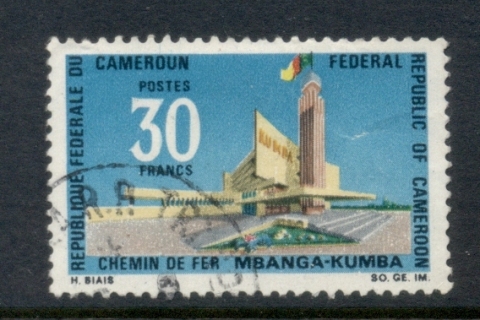 REPUBLIQUE FEDERALE DU CAMEROUN
FEDERAL REPUBLIC OF CAMEROON
POSTES
30
FRANCS
KUMBA
CHEMIN DE FER MBANGA-KUMBA
H. BIAIS
SO. GE. IM.